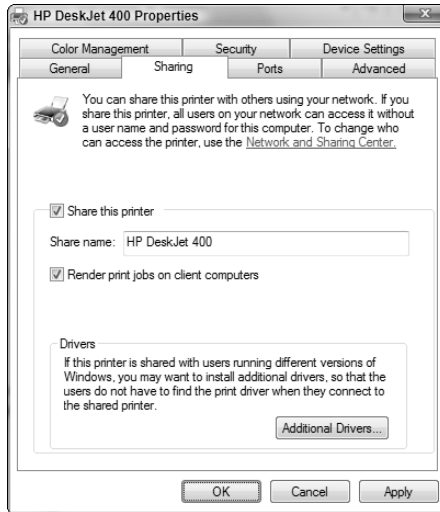 HP DeskJet 400 Properties
Color Management Security Device Settings
General Sharing Ports Advanced
You can share this printer with others using your network. If you
share this printer, all users on your network can access it without
a user name and password for this computer. To change who
can access the printer, use the Network and Sharing Center.
Share this printer
Share name: HP DeskJet 400
Render print jobs on client computers
Drivers
If this printer is shared with users running different versions of
Windows, you may want to install additional drivers, so that the
users do not have to find the print driver when they connect to
the shared printer.
Additional Drivers...
OK Cancel Apply